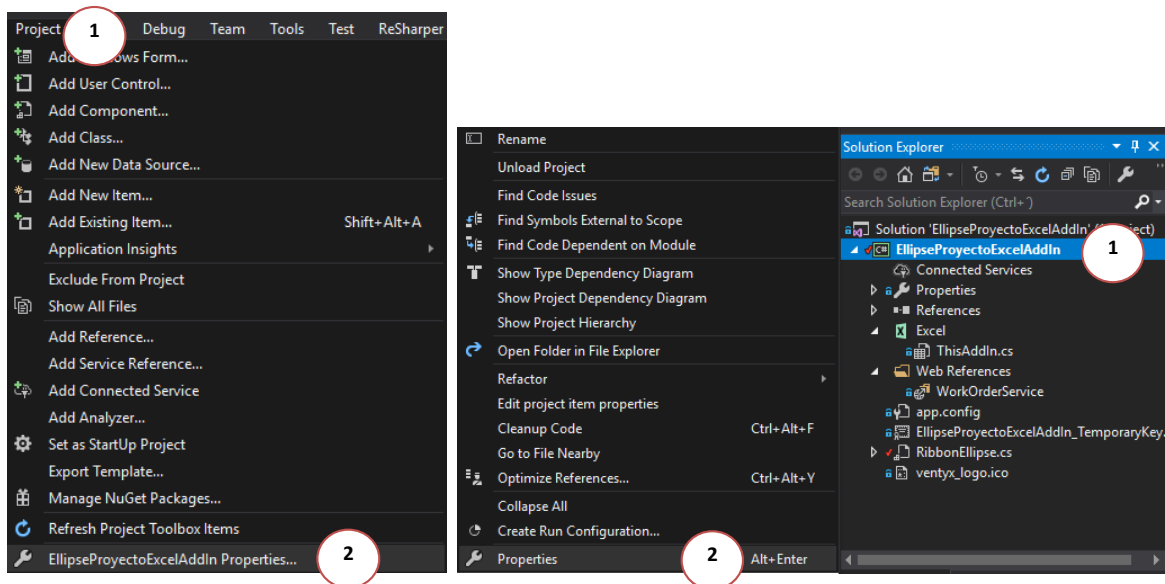 Project
1
Debug
Team
Tools
Test
ReSharper
Add ows Form...
Add User Control...
Add Component...
Add Class...
Add New Data Source...
Add New Item...
Add Existing Item... Shift+Alt+A
Application Insights
Exclude From Project
Show All Files
Add Reference...
Add Service Reference...
Add Connected Service
Add Analyzer...
Set as StartUp Project
Export Template...
Manage NuGet Packages...
Refresh Project Toolbox Items
EllipseProyectoExcelAddIn Properties...
2
Rename
Unload Project
Find Code Issues
Find Symbols External to Scope
Find Code Dependent on Module
Show Type Dependency Diagram
Show Project Dependency Diagram
Show Project Hierarchy
Open Folder in File Explorer
Refactor
Edit project item properties
Cleanup Code Ctrl+Alt+F
Go to File Nearby
Optimize References... Ctrl+Alt+Y
Collapse All
Create Run Configuration...
Properties
2
Alt+Enter
Solution Explorer
Search Solution Explorer (Ctrl+´)
Solution 'EllipseProyectoExcelAddIn' ect)
1
C# EllipseProyectoExcelAddIn
Connected Services
Properties
References
Excel
ThisAddIn.cs
Web References
WorkOrderService
app.config
EllipseProyectoExcelAddIn_TemporaryKey.
RibbonEllipse.cs
ventyx_logo.ico